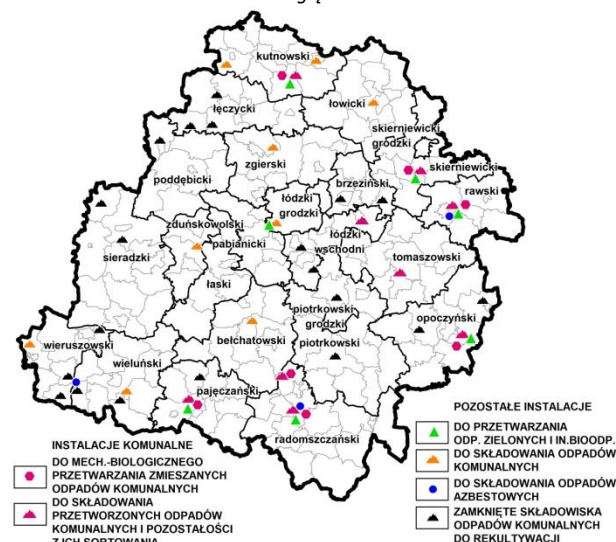 kutnowski
łęczycki
łowicki
skierniewicki
grodzki
skierniewicki
zgierski
poddębicki
brzeziński
rawski
łódzki
grodzki
zduńskowolski
pabianicki
łódzki
wschodni
sieradzki
tomaszowski
łaski
piotrkowski
grodzki
opoczyński
wieruszowski
bełchatowski
piotrkowski
wieluński
pajęczański
radomszczański
INSTALACJE KOMUNALNE
DO MECH.-BIOLOGICZNEGO
PRZETWARZANIA ZMIESZANYCH
ODPADÓW KOMUNALNYCH
DO SKŁADOWANIA
PRZETWORZONYCH ODPADÓW
KOMUNALNYCH I POZOSTAŁOŚCI
Z ICH SORTOWANIA
POZOSTAŁE INSTALACJE
DO PRZETWARZANIA
ODP. ZIELONYCH I IN.BIOODP.
DO SKŁADOWANIA ODPADÓW
KOMUNALNYCH
DO SKŁADOWANIA ODPADÓW
AZBESTOWYCH
ZAMKNIĘTE SKŁADOWISKA
ODPADÓW KOMUNALNYCH
DO REKULTYWACJI